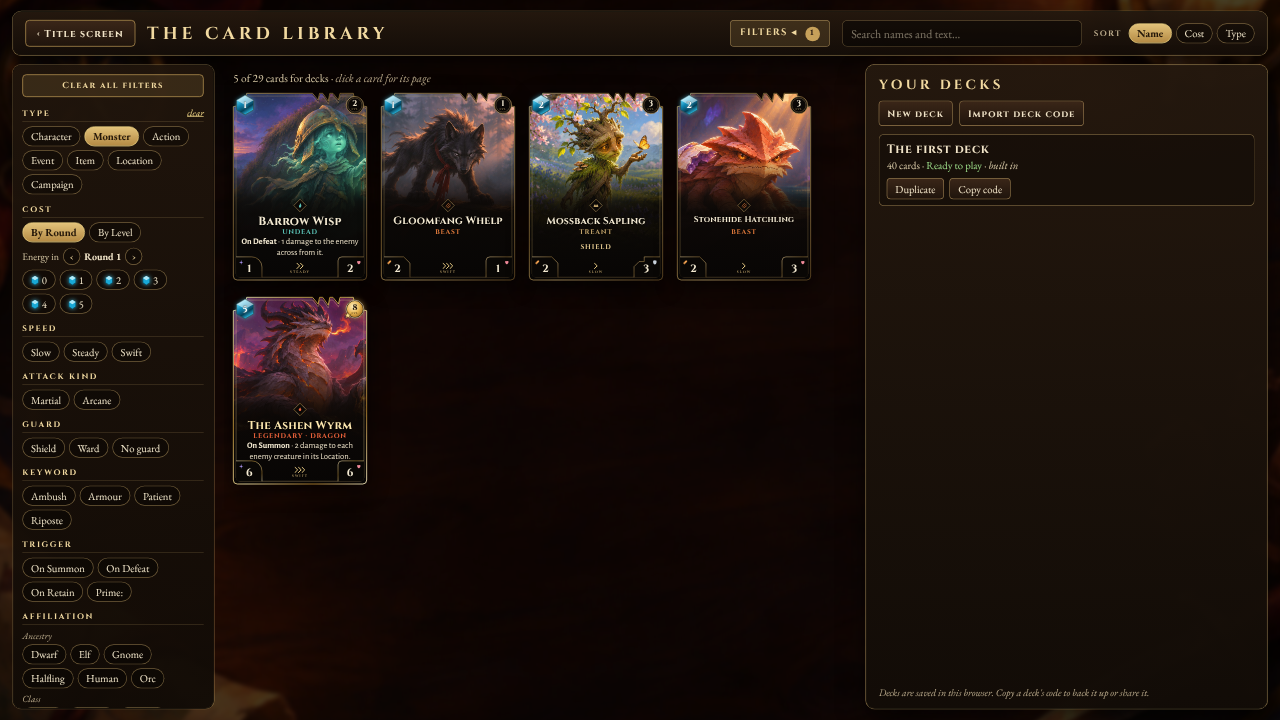 ‹ Title screen
The Card Library
Filters ◂ 1
Search names and text...
Sort
Name
Cost
Type
Clear all filters
Type
clear
Character
Monster
Action
Event
Item
Location
Campaign
Cost
By Round
By Level
Energy in ‹ Round 1 ›
0
1
2
3
4
5
Speed
Slow
Steady
Swift
Attack kind
Martial
Arcane
Guard
Shield
Ward
No guard
Keyword
Ambush
Armour
Patient
Riposte
Trigger
On Summon
On Defeat
On Retain
Prime:
Affiliation
Ancestry
Dwarf
Elf
Gnome
Halfling
Human
Orc
Class
5 of 29 cards for decks · click a card for its page
1
2
Barrow Wisp
Undead
On Defeat · 1 damage to the enemy
across from it.
1
Steady
2
1
1
Gloomfang Whelp
Beast
2
Swift
1
2
3
Mossback Sapling
Treant
Shield
2
Slow
3
2
3
Stonehide Hatchling
Beast
2
Slow
3
5
8
The Ashen Wyrm
Legendary · Dragon
On Summon · 2 damage to each
enemy creature in its Location.
6
Swift
6
Your Decks
New deck
Import deck code
The First Deck
40 cards · Ready to play · built in
Duplicate
Copy code
Decks are saved in this browser. Copy a deck's code to back it up or share it.